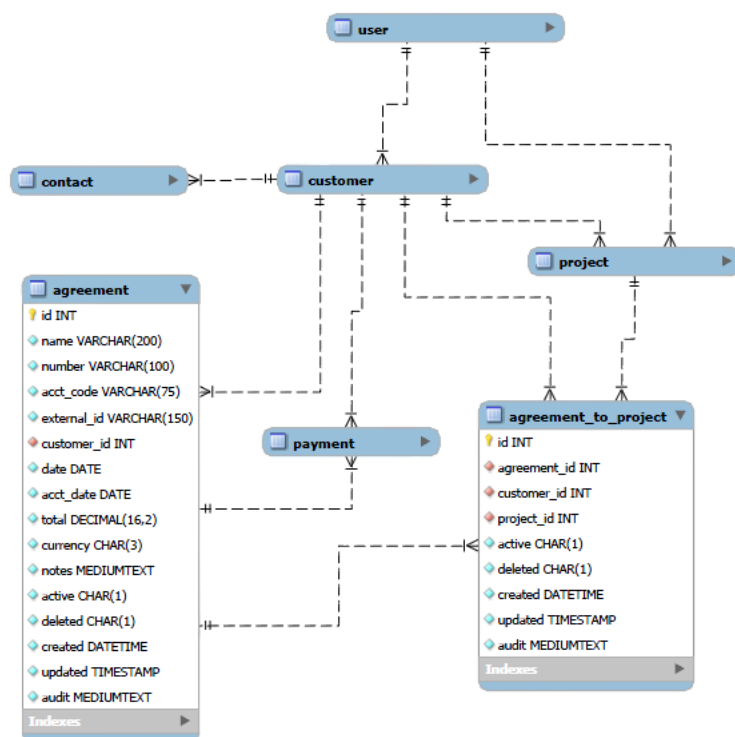 user
contact
customer
project
agreement
id INT
name VARCHAR(200)
number VARCHAR(100)
acct_code VARCHAR(75)
external_id VARCHAR(150)
customer_id INT
date DATE
acct_date DATE
total DECIMAL(16,2)
currency CHAR(3)
notes MEDIUMTEXT
active CHAR(1)
deleted CHAR(1)
created DATETIME
updated TIMESTAMP
audit MEDIUMTEXT
Indexes
payment
agreement_to_project
id INT
agreement_id INT
customer_id INT
project_id INT
active CHAR(1)
deleted CHAR(1)
created DATETIME
updated TIMESTAMP
audit MEDIUMTEXT
Indexes